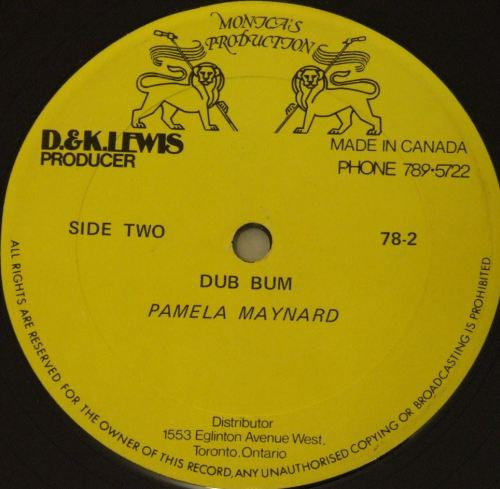 MONICA'S
PRODUCTION
D.&K.LEWIS
PRODUCER
MADE IN CANADA
PHONE 789·5722
SIDE TWO
78-2
DUB BUM
PAMELA MAYNARD
Distributor
1553 Eglinton Avenue West,
Toronto, Ontario
ALL RIGHTS ARE RESERVED FOR THE OWNER OF THIS RECORD, ANY UNAUTHORISED COPYING OR BROADCASTING IS PROHIBITED